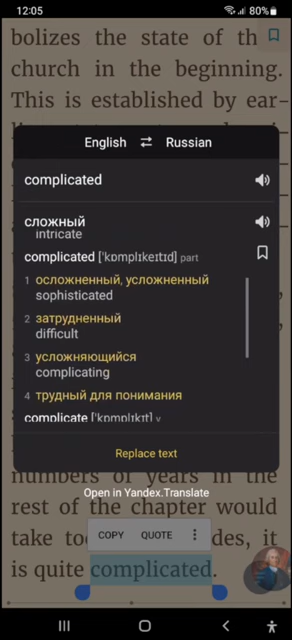 12:05
80%
bolizes the state of th
church in the beginning.
This is established by ear-
English
Russian
complicated
сложный
intricate
complicated ['kɒmplɪkeɪtɪd] part
1 осложненный, усложненный
sophisticated
2 затрудненный
difficult
3 усложняющийся
complicating
4 трудный для понимания
complicate ['kɒmplɪkɪt] v
Replace text
numbers of years in the
Open in Yandex.Translate
rest of the chapter would
COPY QUOTE
take to des, it
is quite complicated.